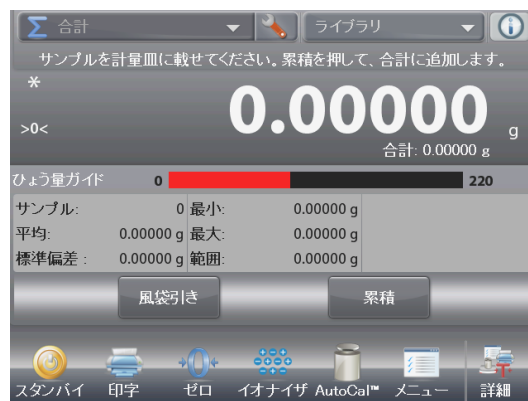 Σ 合計 ライブラリ
サンプルを計量皿に載せてください。累積を押して、合計に追加します。
*
0.00000 g
>0<
合計: 0.00000 g
ひょう量ガイド 0 220
サンプル: 0 最小: 0.00000 g
平均: 0.00000 g 最大: 0.00000 g
標準偏差 : 0.00000 g 範囲: 0.00000 g
風袋引き 累積
スタンバイ 印字 ゼロ イオナイザ AutoCal™ メニュー 詳細